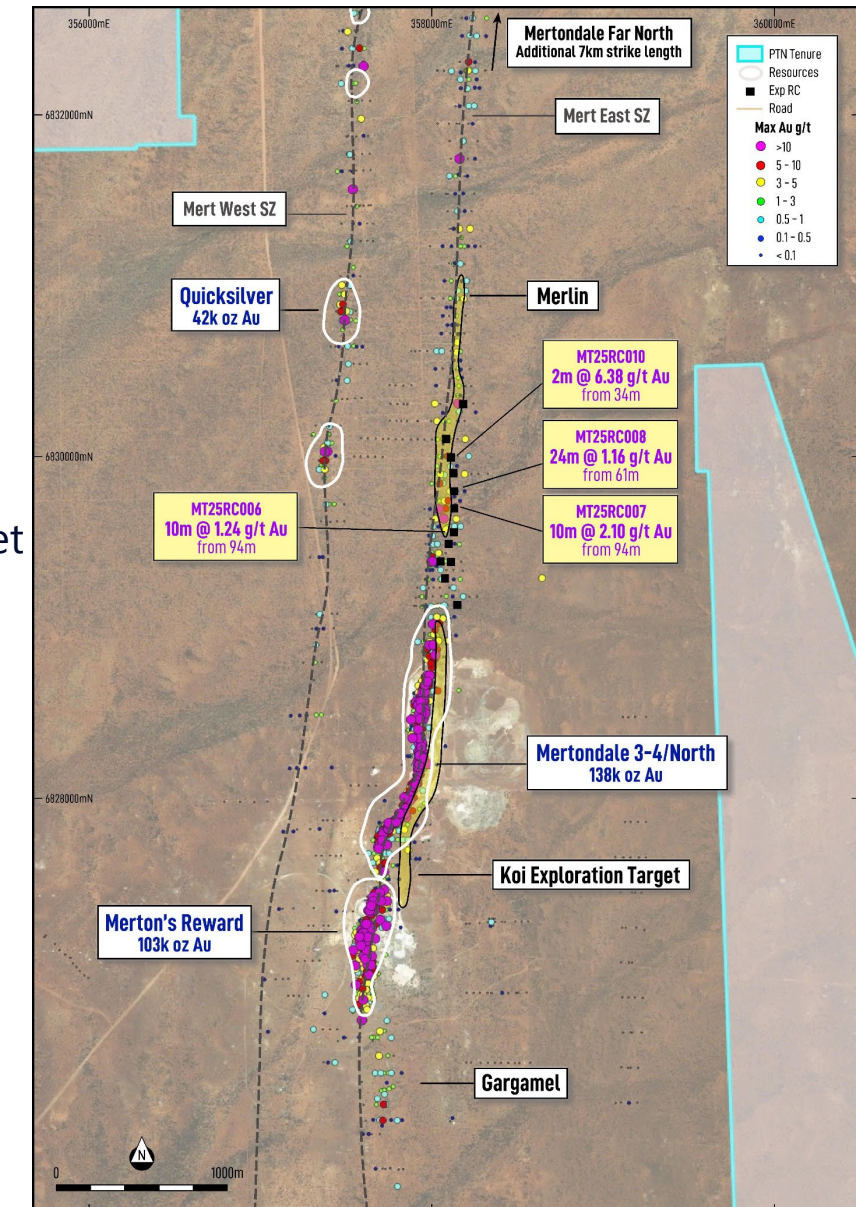 356000mE
358000mE
360000mE
Mertondale Far North
Additional 7km strike length
PTN Tenure
Resources
Exp RC
Road
Max Au g/t
>10
5 - 10
3 - 5
1 - 3
0.5 - 1
0.1 - 0.5
< 0.1
6832000mN
Mert East SZ
Mert West SZ
Quicksilver
42k oz Au
Merlin
MT25RC010
2m @ 6.38 g/t Au
from 34m
6830000mN
MT25RC008
24m @ 1.16 g/t Au
from 61m
MT25RC006
10m @ 1.24 g/t Au
from 94m
MT25RC007
10m @ 2.10 g/t Au
from 94m
et
Mertondale 3-4/North
138k oz Au
6828000mN
Koi Exploration Target
Merton's Reward
103k oz Au
Gargamel
N
0
1000m